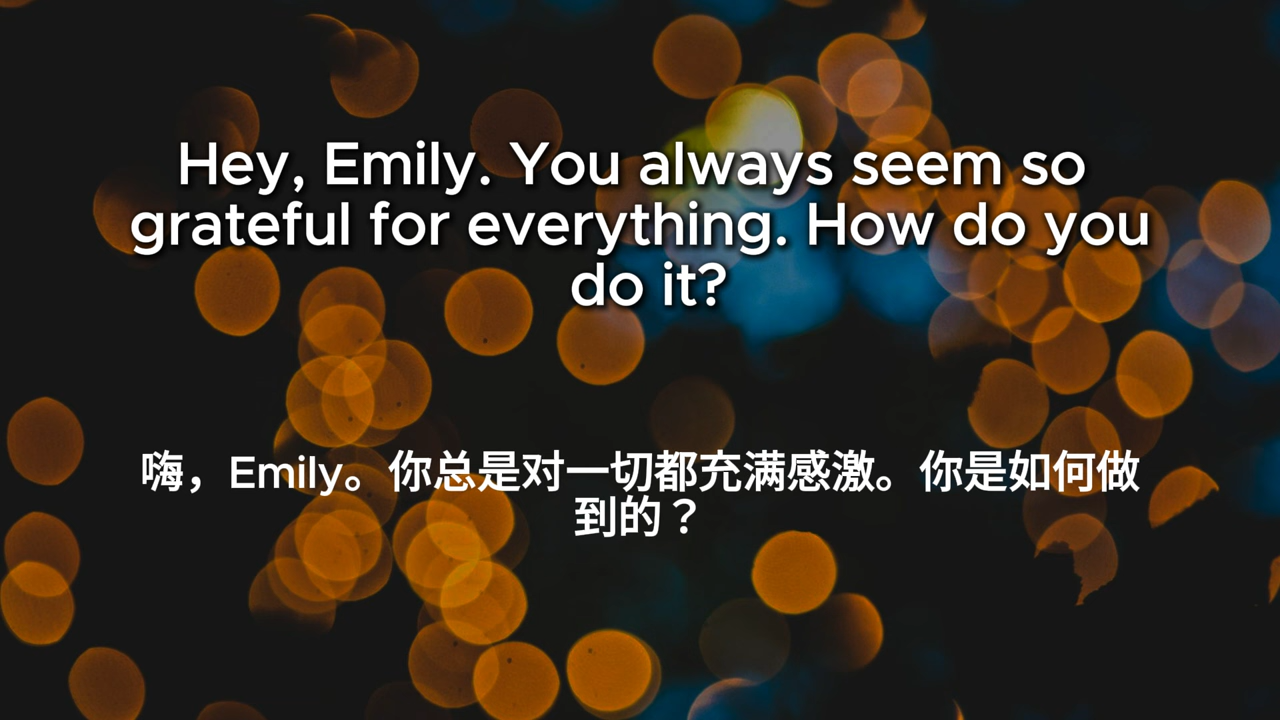 Hey, Emily. You always seem so
grateful for everything. How do you
do it?
嗨，Emily。你总是对一切都充满感激。你是如何做
到的？